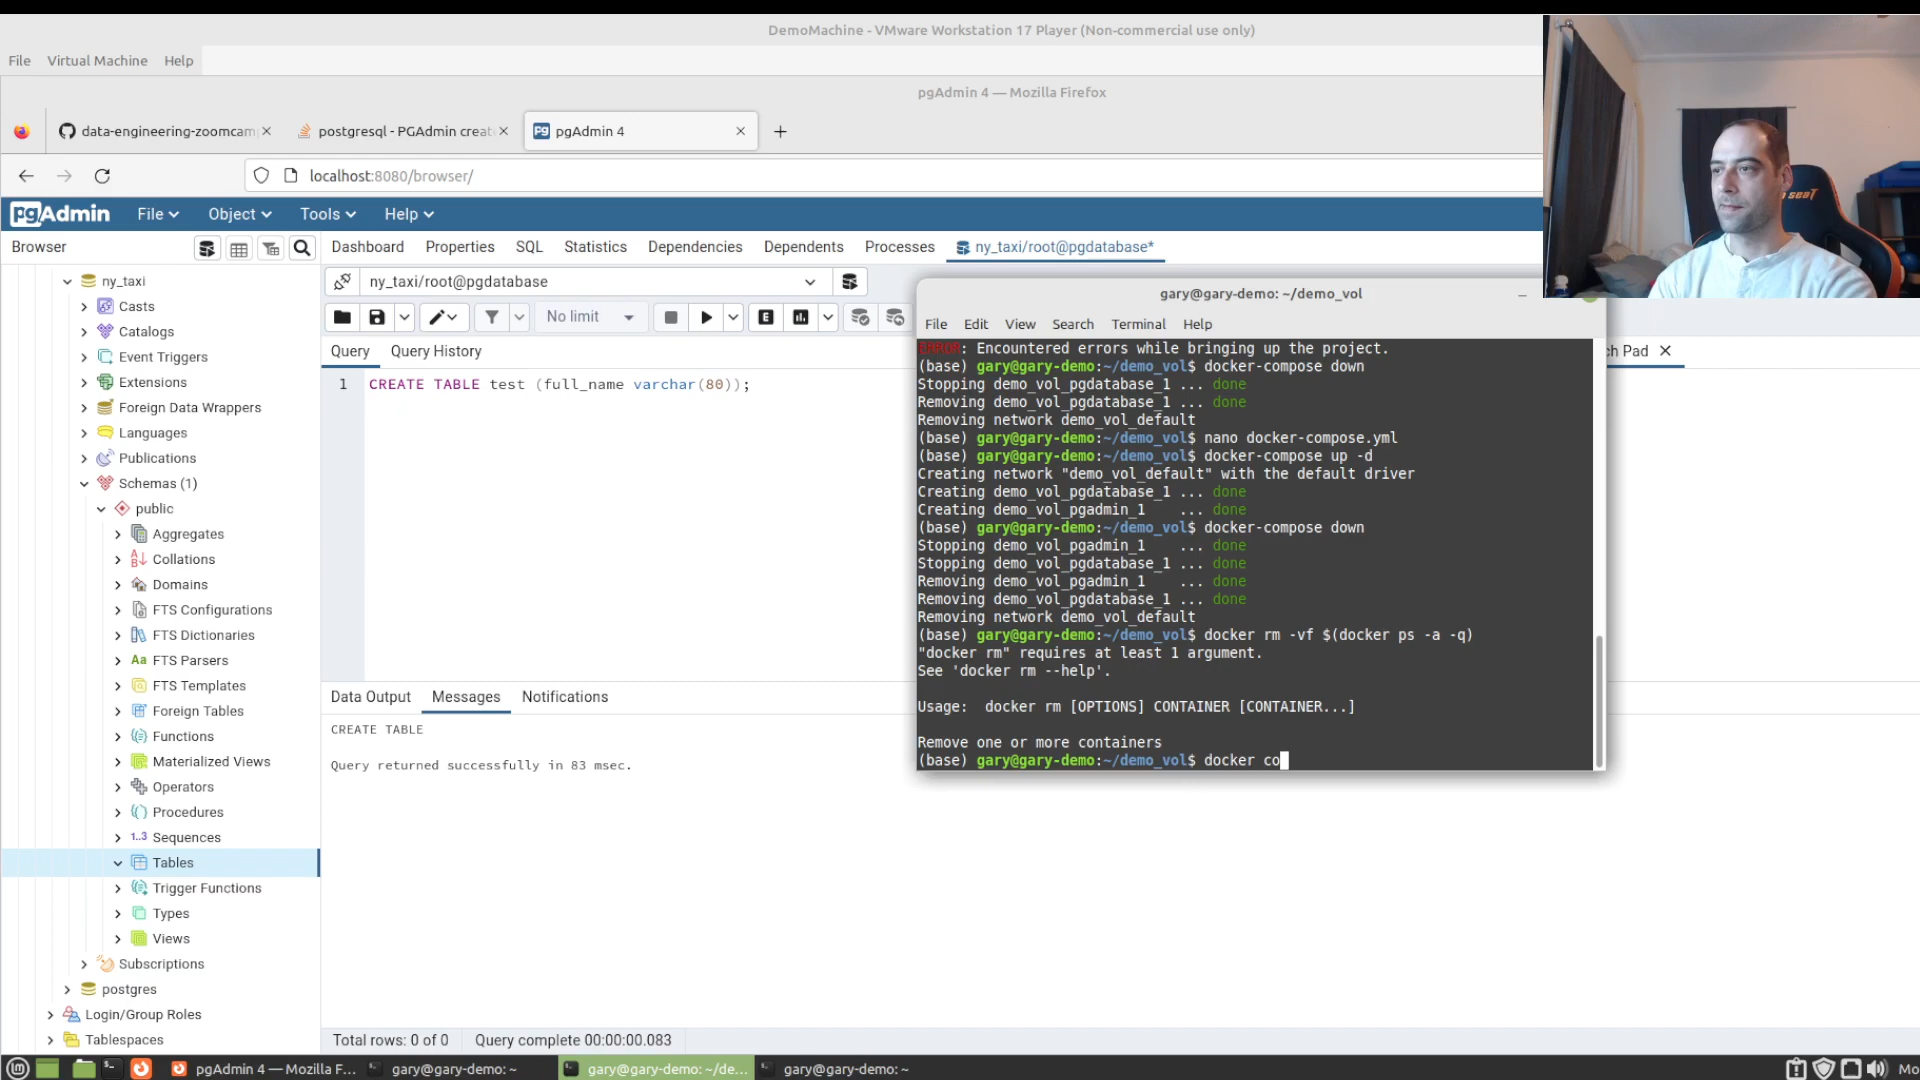 DemoMachine - VMware Workstation 17 Player (Non-commercial use only)
File Virtual Machine Help
pgAdmin 4 — Mozilla Firefox
data-engineering-zoomcam
postgresql - PGAdmin creat
pgAdmin 4
localhost:8080/browser/
pgAdmin File Object Tools Help
Browser
Dashboard Properties SQL Statistics Dependencies Dependents Processes ny_taxi/root@pgdatabase*
ny_taxi/root@pgdatabase
No limit
Query Query History
ch Pad
1 CREATE TABLE test (full_name varchar(80));
ny_taxi
Casts
Catalogs
Event Triggers
Extensions
Foreign Data Wrappers
Languages
Publications
Schemas (1)
public
Aggregates
Collations
Domains
FTS Configurations
FTS Dictionaries
Aa FTS Parsers
FTS Templates
Foreign Tables
Functions
Materialized Views
Operators
Procedures
1..3 Sequences
Tables
Trigger Functions
Types
Views
Subscriptions
postgres
Login/Group Roles
Tablespaces
Data Output Messages Notifications
CREATE TABLE
Query returned successfully in 83 msec.
Total rows: 0 of 0 Query complete 00:00:00.083
gary@gary-demo: ~/demo_vol
File Edit View Search Terminal Help
ERROR: Encountered errors while bringing up the project.
(base) gary@gary-demo:~/demo_vol$ docker-compose down
Stopping demo_vol_pgdatabase_1 ... done
Removing demo_vol_pgdatabase_1 ... done
Removing network demo_vol_default
(base) gary@gary-demo:~/demo_vol$ nano docker-compose.yml
(base) gary@gary-demo:~/demo_vol$ docker-compose up -d
Creating network "demo_vol_default" with the default driver
Creating demo_vol_pgdatabase_1 ... done
Creating demo_vol_pgadmin_1 ... done
(base) gary@gary-demo:~/demo_vol$ docker-compose down
Stopping demo_vol_pgadmin_1 ... done
Stopping demo_vol_pgdatabase_1 ... done
Removing demo_vol_pgadmin_1 ... done
Removing demo_vol_pgdatabase_1 ... done
Removing network demo_vol_default
(base) gary@gary-demo:~/demo_vol$ docker rm -vf $(docker ps -a -q)
"docker rm" requires at least 1 argument.
See 'docker rm --help'.
Usage: docker rm [OPTIONS] CONTAINER [CONTAINER...]
Remove one or more containers
(base) gary@gary-demo:~/demo_vol$ docker co
pgAdmin 4 — Mozilla F...
gary@gary-demo: ~
gary@gary-demo: ~/de...
gary@gary-demo: ~
Mo